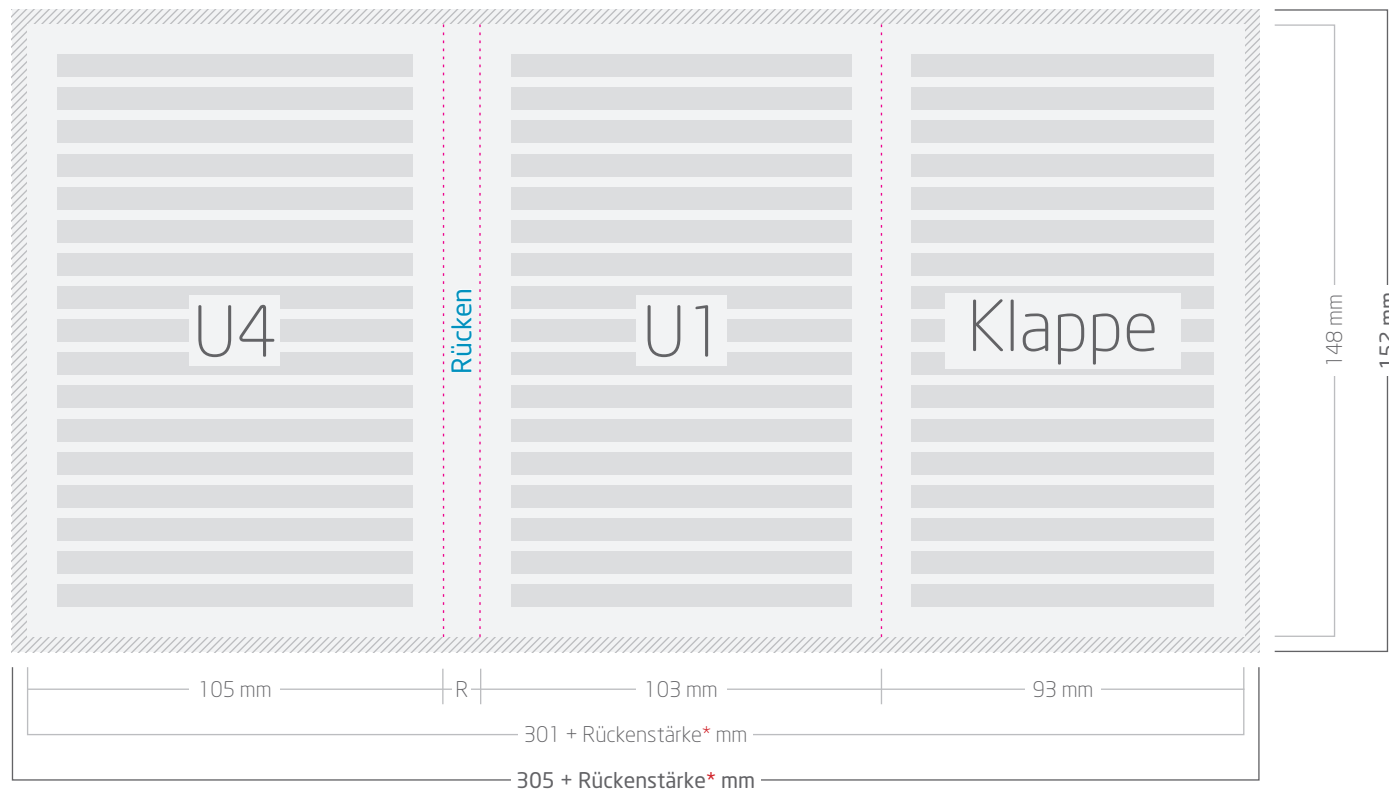 U4
Rücken
U1
Klappe
148 mm
152 mm
105 mm
R
103 mm
93 mm
301 + Rückenstärke* mm
305 + Rückenstärke* mm